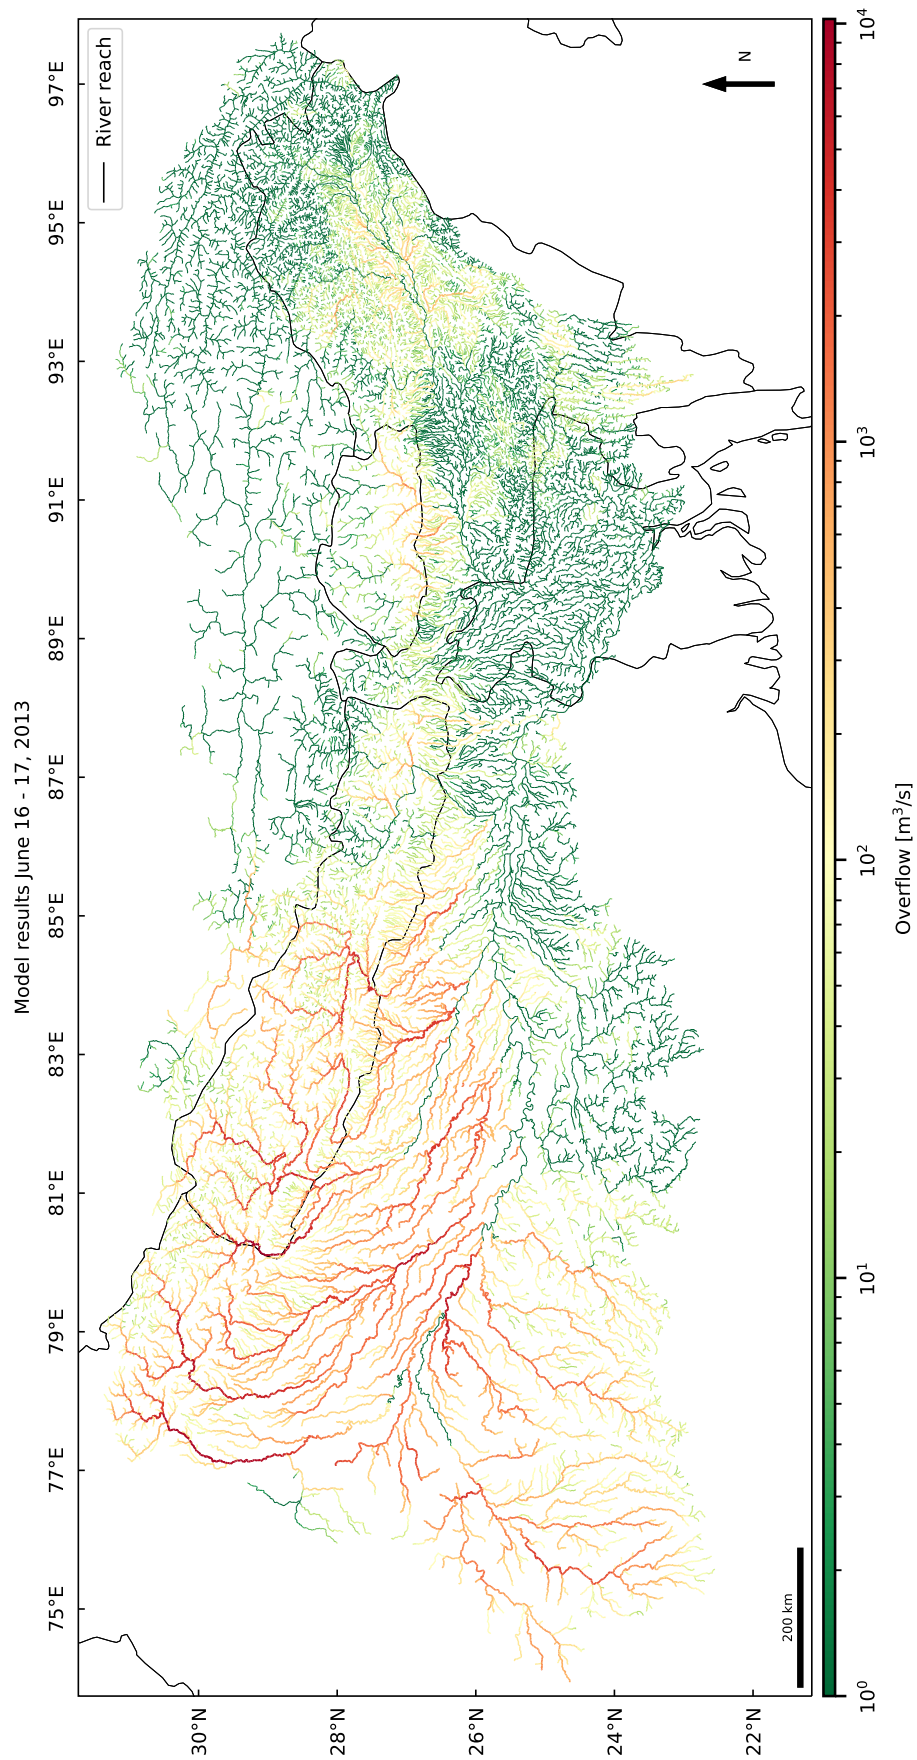 Model results June 16 - 17, 2013
River reach
N
200 km
30°N
28°N
26°N
24°N
22°N
75°E
77°E
79°E
81°E
83°E
85°E
87°E
89°E
91°E
93°E
95°E
97°E
10⁰
10¹
10²
10³
10⁴
Overflow [m³/s]